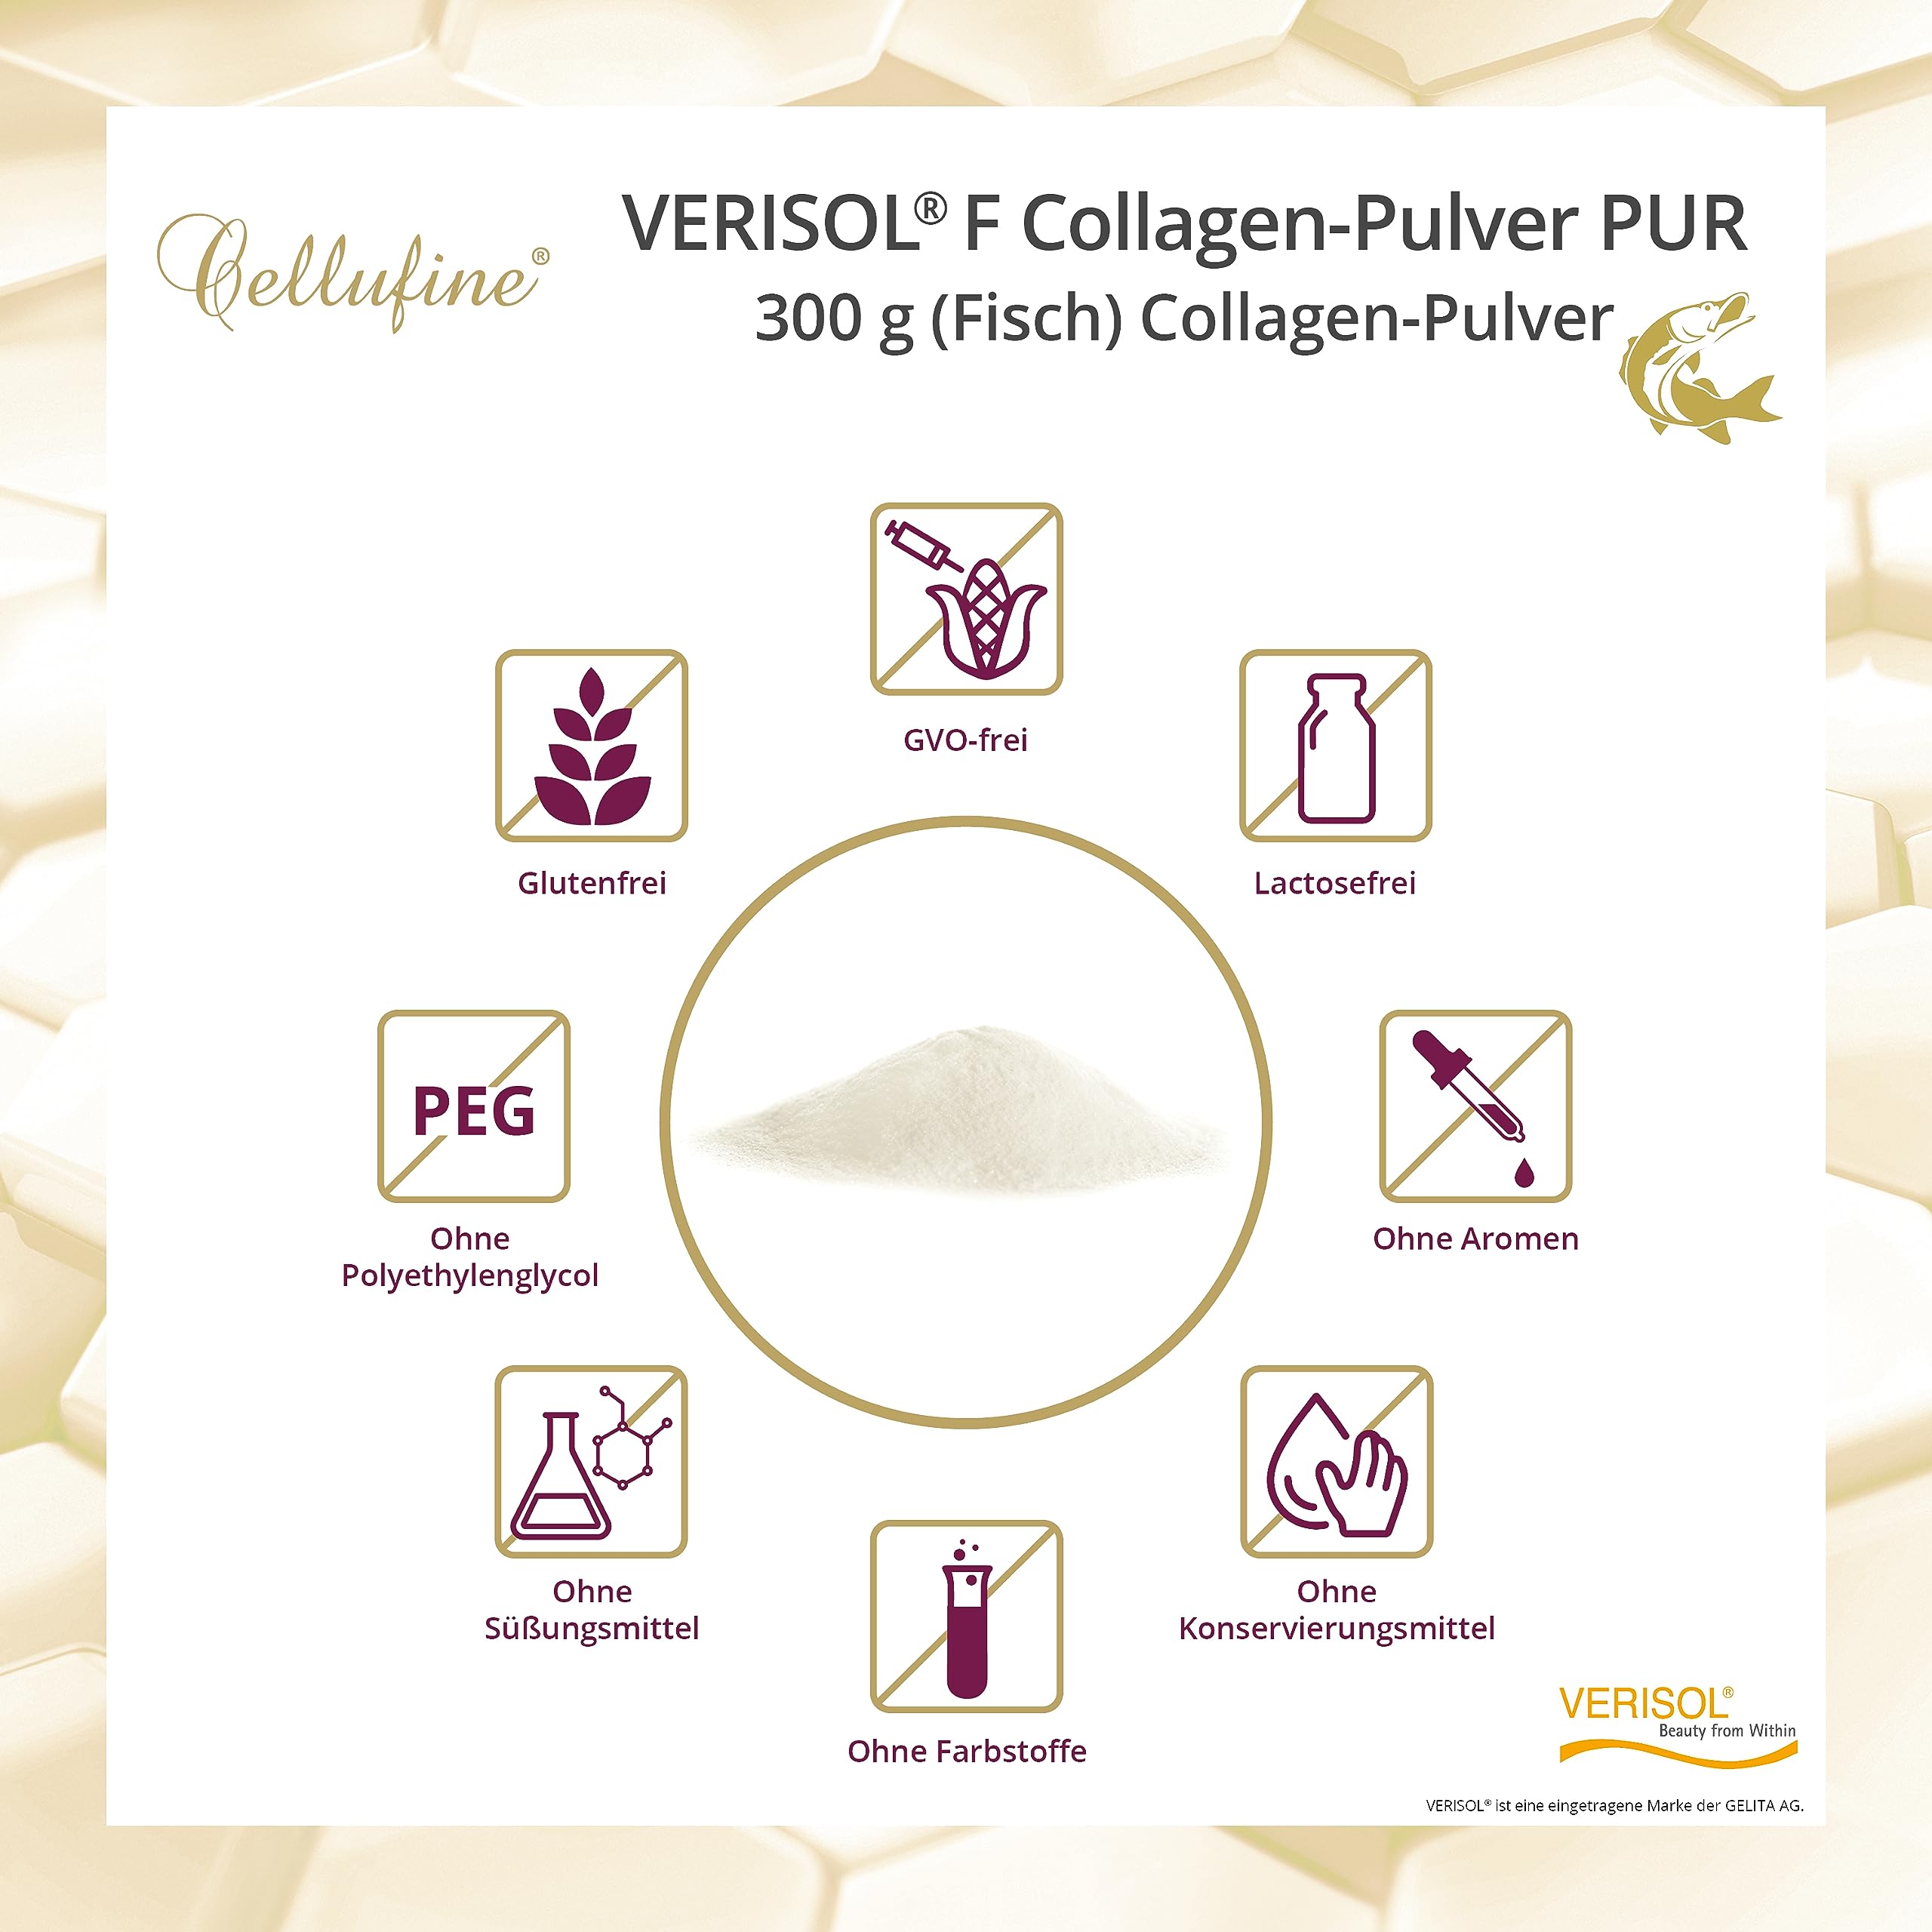 Cellufine®
VERISOL® F Collagen-Pulver PUR
300 g (Fisch) Collagen-Pulver
GVO-frei
Glutenfrei
Lactosefrei
PEG
Ohne
Polyethylenglycol
Ohne Aromen
Ohne
Süßungsmittel
Ohne
Konservierungsmittel
Ohne Farbstoffe
VERISOL®
Beauty from Within
VERISOL® ist eine eingetragene Marke der GELITA AG.